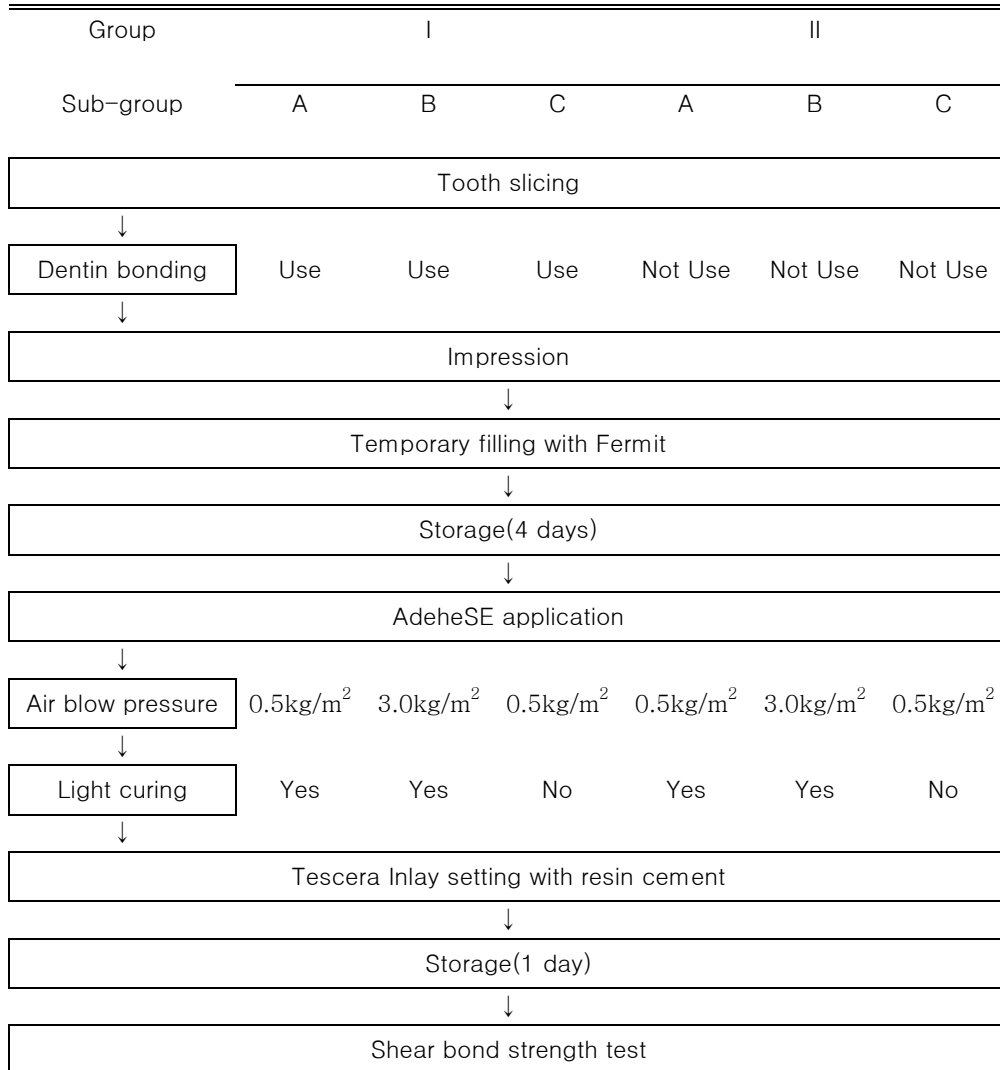 Group I II
Sub-group A B C A B C
Tooth slicing
↓
Dentin bonding Use Use Use Not Use Not Use Not Use
↓
Impression
↓
Temporary filling with Fermit
↓
Storage(4 days)
↓
AdeheSE application
↓
Air blow pressure 0.5kg/m² 3.0kg/m² 0.5kg/m² 0.5kg/m² 3.0kg/m² 0.5kg/m²
↓
Light curing Yes Yes No Yes Yes No
↓
Tescera Inlay setting with resin cement
↓
Storage(1 day)
↓
Shear bond strength test